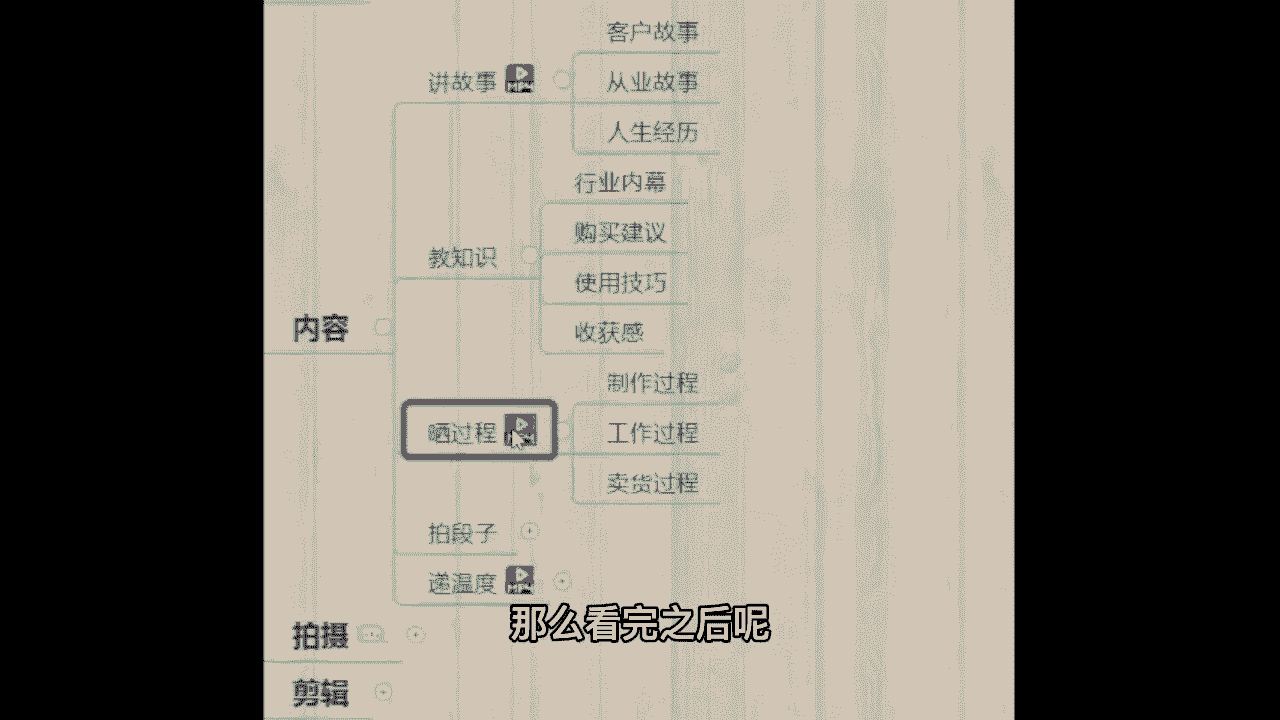 客户故事
讲故事
从业故事
人生经历
行业内幕
购买建议
教知识
使用技巧
内容
收获感
制作过程
晒过程
工作过程
卖货过程
拍段子
递温度
那么看完之后呢
拍摄
剪辑